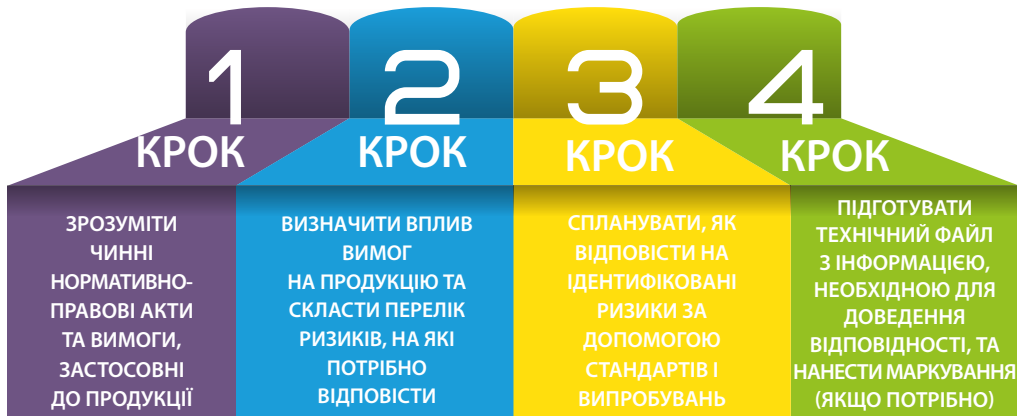 1
КРОК
ЗРОЗУМІТИ
ЧИННІ
НОРМАТИВНО-
ПРАВОВІ АКТИ
ТА ВИМОГИ,
ЗАСТОСОВНІ
ДО ПРОДУКЦІЇ
2
КРОК
ВИЗНАЧИТИ ВПЛИВ
ВИМОГ
НА ПРОДУКЦІЮ ТА
СКЛАСТИ ПЕРЕЛІК
РИЗИКІВ, НА ЯКІ
ПОТРІБНО
ВІДПОВІСТИ
3
КРОК
СПЛАНУВАТИ, ЯК
ВІДПОВІСТИ НА
ІДЕНТИФІКОВАНІ
РИЗИКИ ЗА
ДОПОМОГОЮ
СТАНДАРТІВ І
ВИПРОБУВАНЬ
4
КРОК
ПІДГОТУВАТИ
ТЕХНІЧНИЙ ФАЙЛ
З ІНФОРМАЦІЄЮ,
НЕОБХІДНОЮ ДЛЯ
ДОВЕДЕННЯ
ВІДПОВІДНОСТІ, ТА
НАНЕСТИ МАРКУВАННЯ
(ЯКЩО ПОТРІБНО)